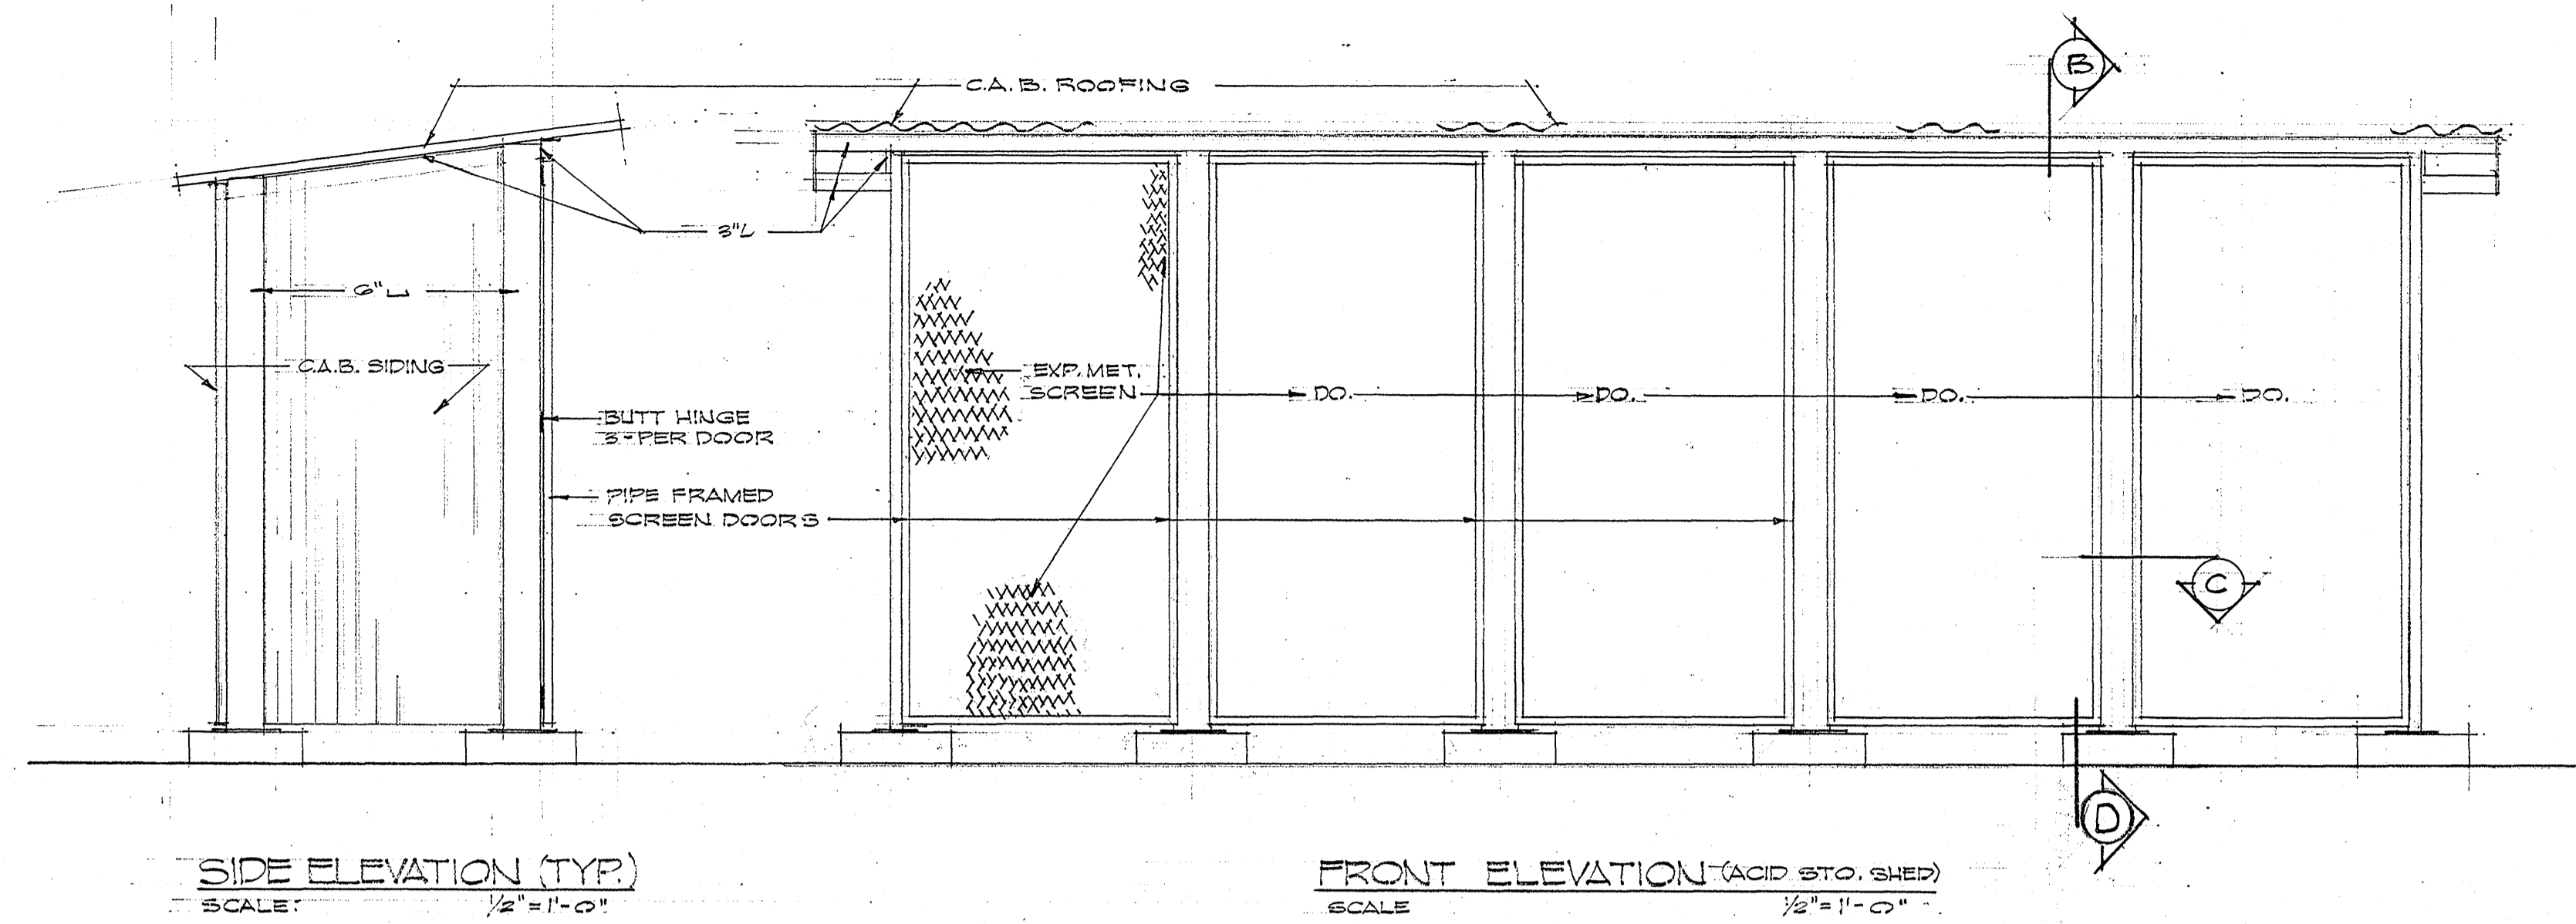 C.A.B. ROOFING
B
3"L
6"⊔
C.A.B. SIDING
EXP. MET.
SCREEN
DO.
DO.
DO.
DO.
BUTT HINGE
3-PER DOOR
PIPE FRAMED
SCREEN DOORS
C
D
SIDE ELEVATION (TYP.)
SCALE: 1/2"=1'-0"
FRONT ELEVATION (ACID STO. SHED)
SCALE 1/2"=1'-0"